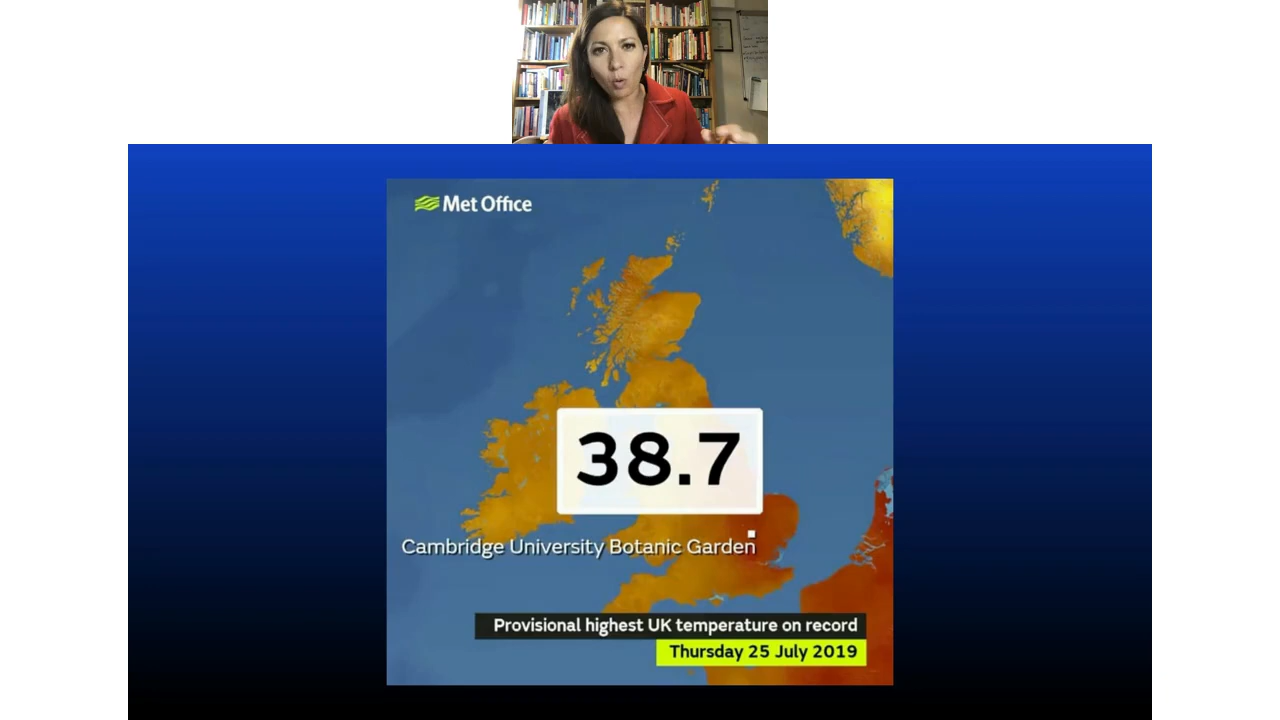 Met Office
38.7
Cambridge University Botanic Garden
Provisional highest UK temperature on record
Thursday 25 July 2019